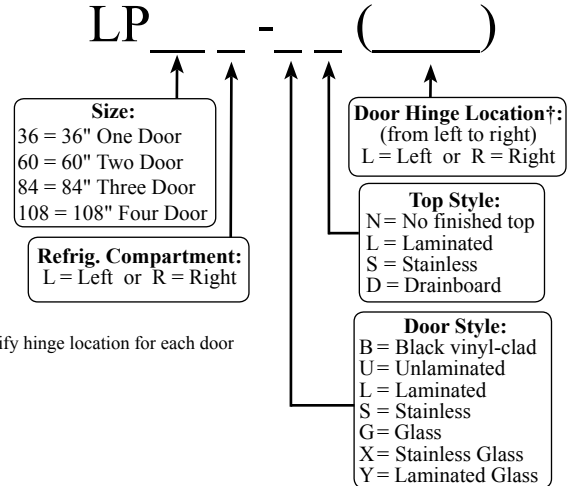 LP__ _ -_ _ (____)
Size:
36 = 36" One Door
60 = 60" Two Door
84 = 84" Three Door
108 = 108" Four Door
Refrig. Compartment:
L = Left or R = Right
Door Hinge Location†:
(from left to right)
L = Left or R = Right
Top Style:
N = No finished top
L = Laminated
S = Stainless
D = Drainboard
ify hinge location for each door
Door Style:
B = Black vinyl-clad
U = Unlaminated
L = Laminated
S = Stainless
G = Glass
X = Stainless Glass
Y = Laminated Glass